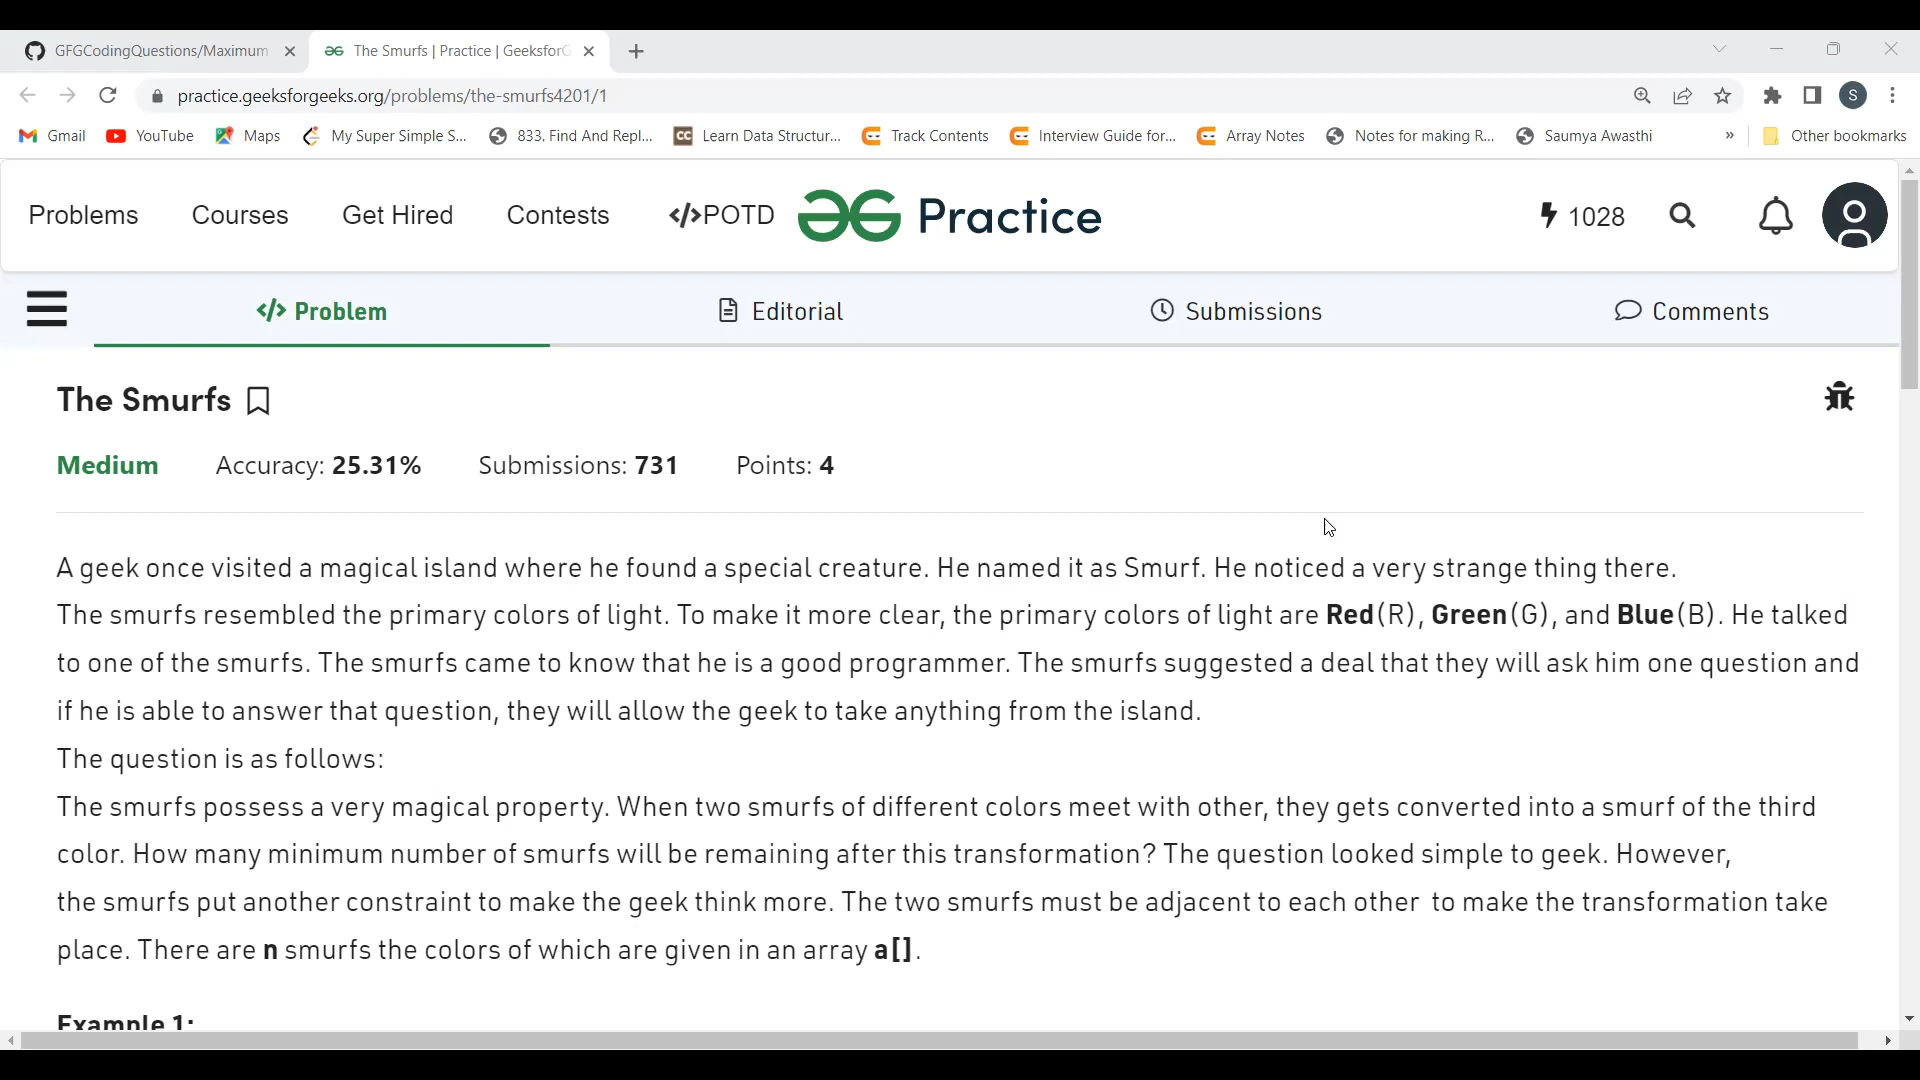 GFGCodingQuestions/Maximum
The Smurfs | Practice | GeeksforG
practice.geeksforgeeks.org/problems/the-smurfs4201/1
S
Gmail YouTube Maps My Super Simple S... 833. Find And Repl... CC Learn Data Structur... Track Contents Interview Guide for... Array Notes Notes for making R... Saumya Awasthi » Other bookmarks
Problems Courses Get Hired Contests </>POTD Practice 1028
</> Problem Editorial Submissions Comments
The Smurfs
Medium Accuracy: 25.31% Submissions: 731 Points: 4
A geek once visited a magical island where he found a special creature. He named it as Smurf. He noticed a very strange thing there.
The smurfs resembled the primary colors of light. To make it more clear, the primary colors of light are Red(R), Green(G), and Blue(B). He talked
to one of the smurfs. The smurfs came to know that he is a good programmer. The smurfs suggested a deal that they will ask him one question and
if he is able to answer that question, they will allow the geek to take anything from the island.
The question is as follows:
The smurfs possess a very magical property. When two smurfs of different colors meet with other, they gets converted into a smurf of the third
color. How many minimum number of smurfs will be remaining after this transformation? The question looked simple to geek. However,
the smurfs put another constraint to make the geek think more. The two smurfs must be adjacent to each other to make the transformation take
place. There are n smurfs the colors of which are given in an array a[].
Example 1: